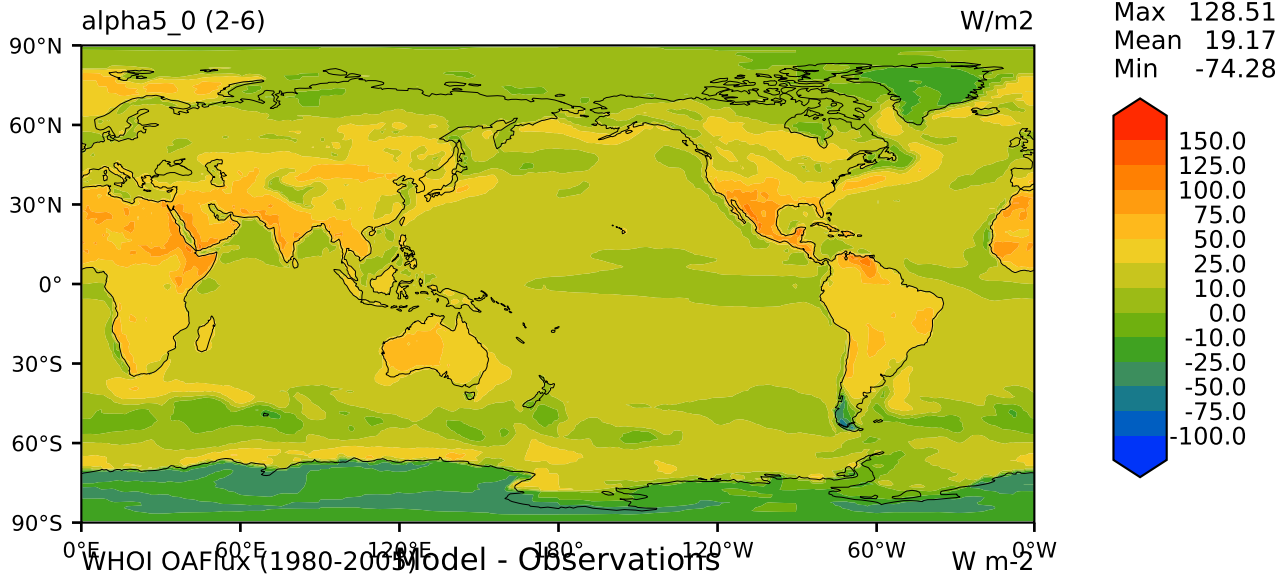 alpha5_0 (2-6) W/m2
Max 128.51
Mean 19.17
Min -74.28
90°N
60°N
30°N
0°
30°S
60°S
90°S
0°E 60°E 120°E 180° 120°W 60°W 0°W
150.0
125.0
100.0
75.0
50.0
25.0
10.0
0.0
-10.0
-25.0
-50.0
-75.0
-100.0
WHOI OAFlux (1980-2005) Model - Observations W m-2